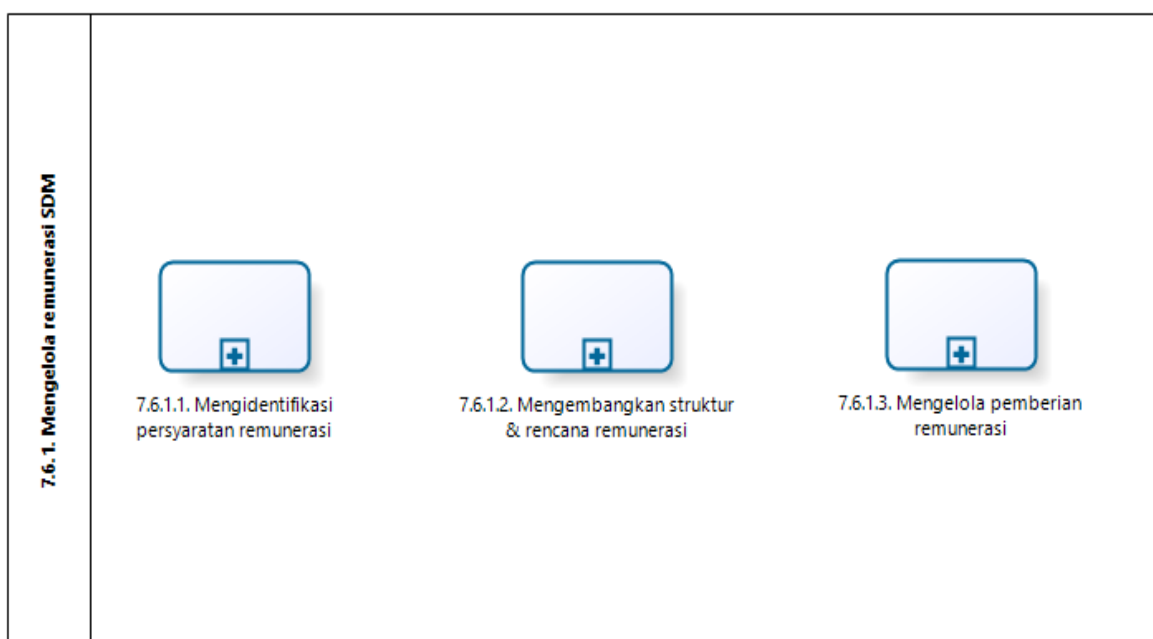 7.6.1. Mengelola remunerasi SDM
7.6.1.1. Mengidentifikasi
persyaratan remunerasi
7.6.1.2. Mengembangkan struktur
& rencana remunerasi
7.6.1.3. Mengelola pemberian
remunerasi